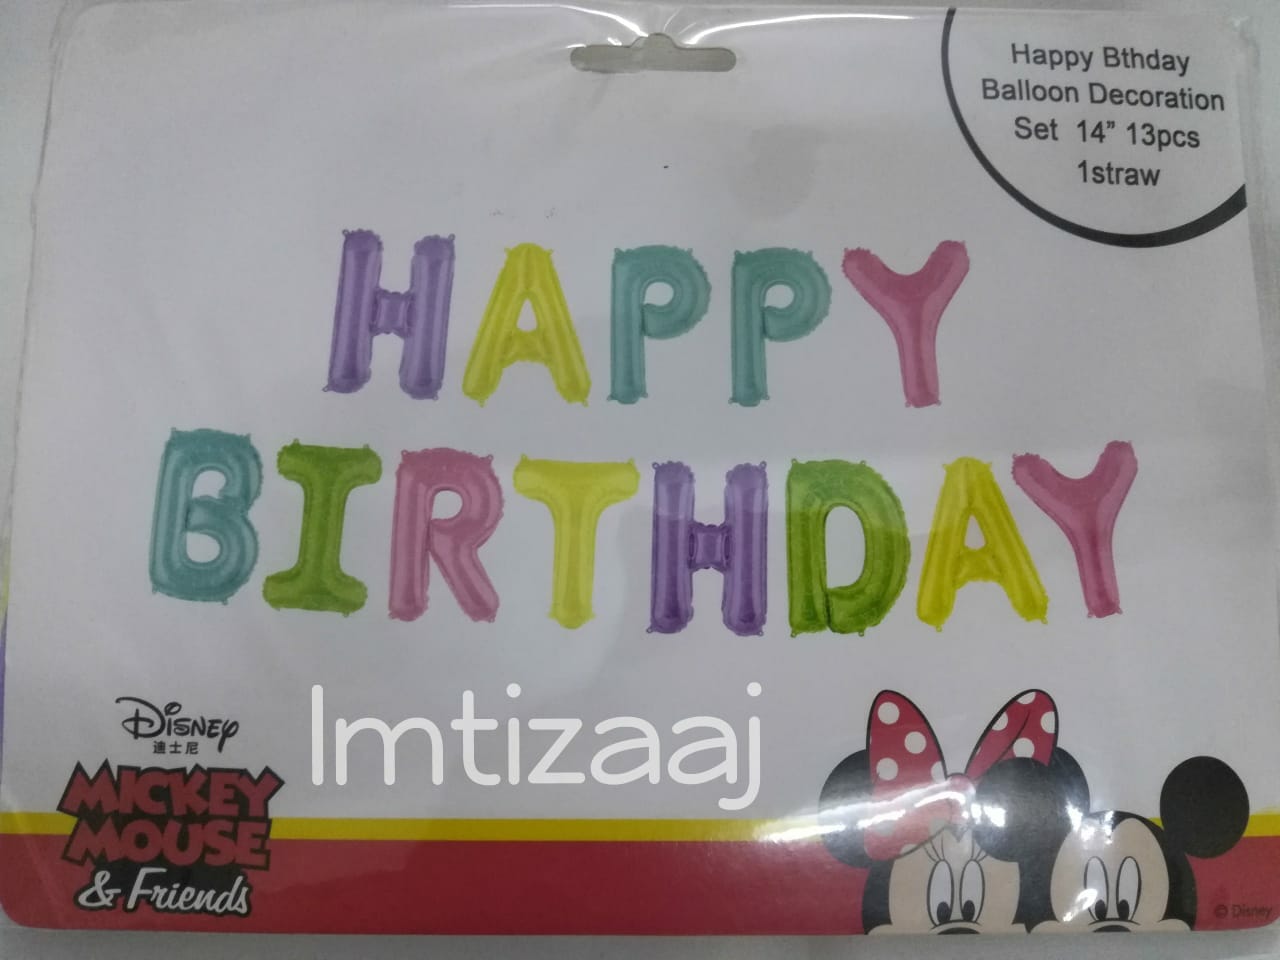 Happy Bthday
Balloon Decoration
Set 14” 13pcs
1straw
HAPPY
BIRTHDAY
Disney
迪士尼
MICKEY
MOUSE
& Friends
Imtizaaj
© Disney